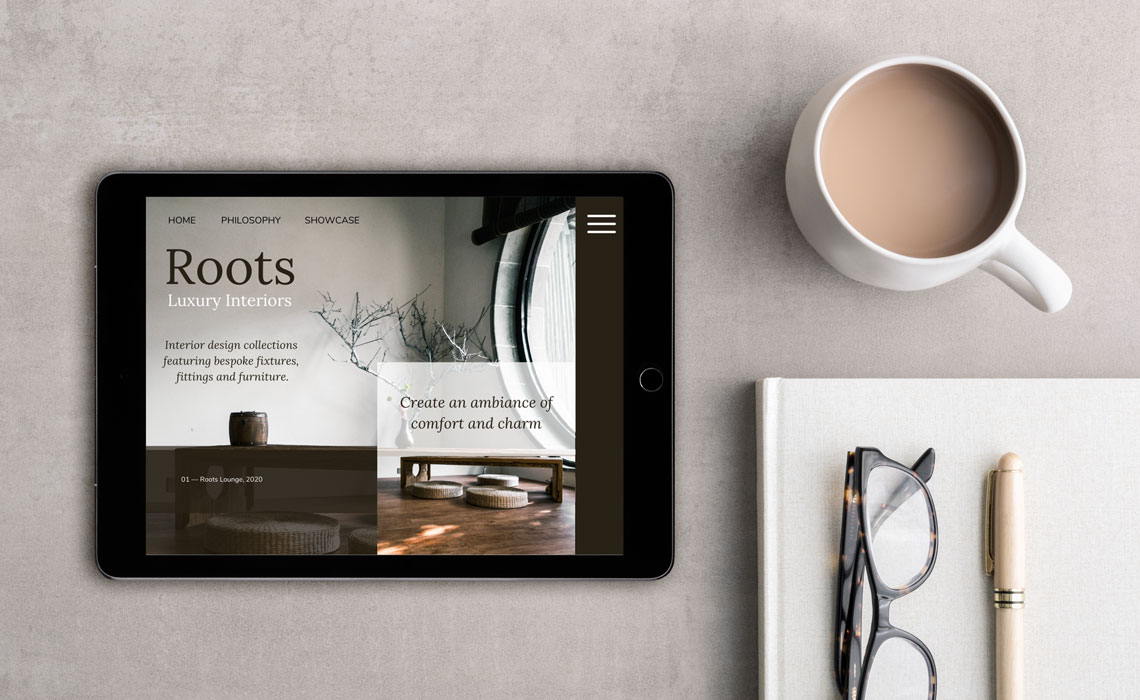 HOME PHILOSOPHY SHOWCASE
Roots
Luxury Interiors
Interior design collections
featuring bespoke fixtures,
fittings and furniture.
Create an ambiance of
comfort and charm
01 — Roots Lounge, 2020